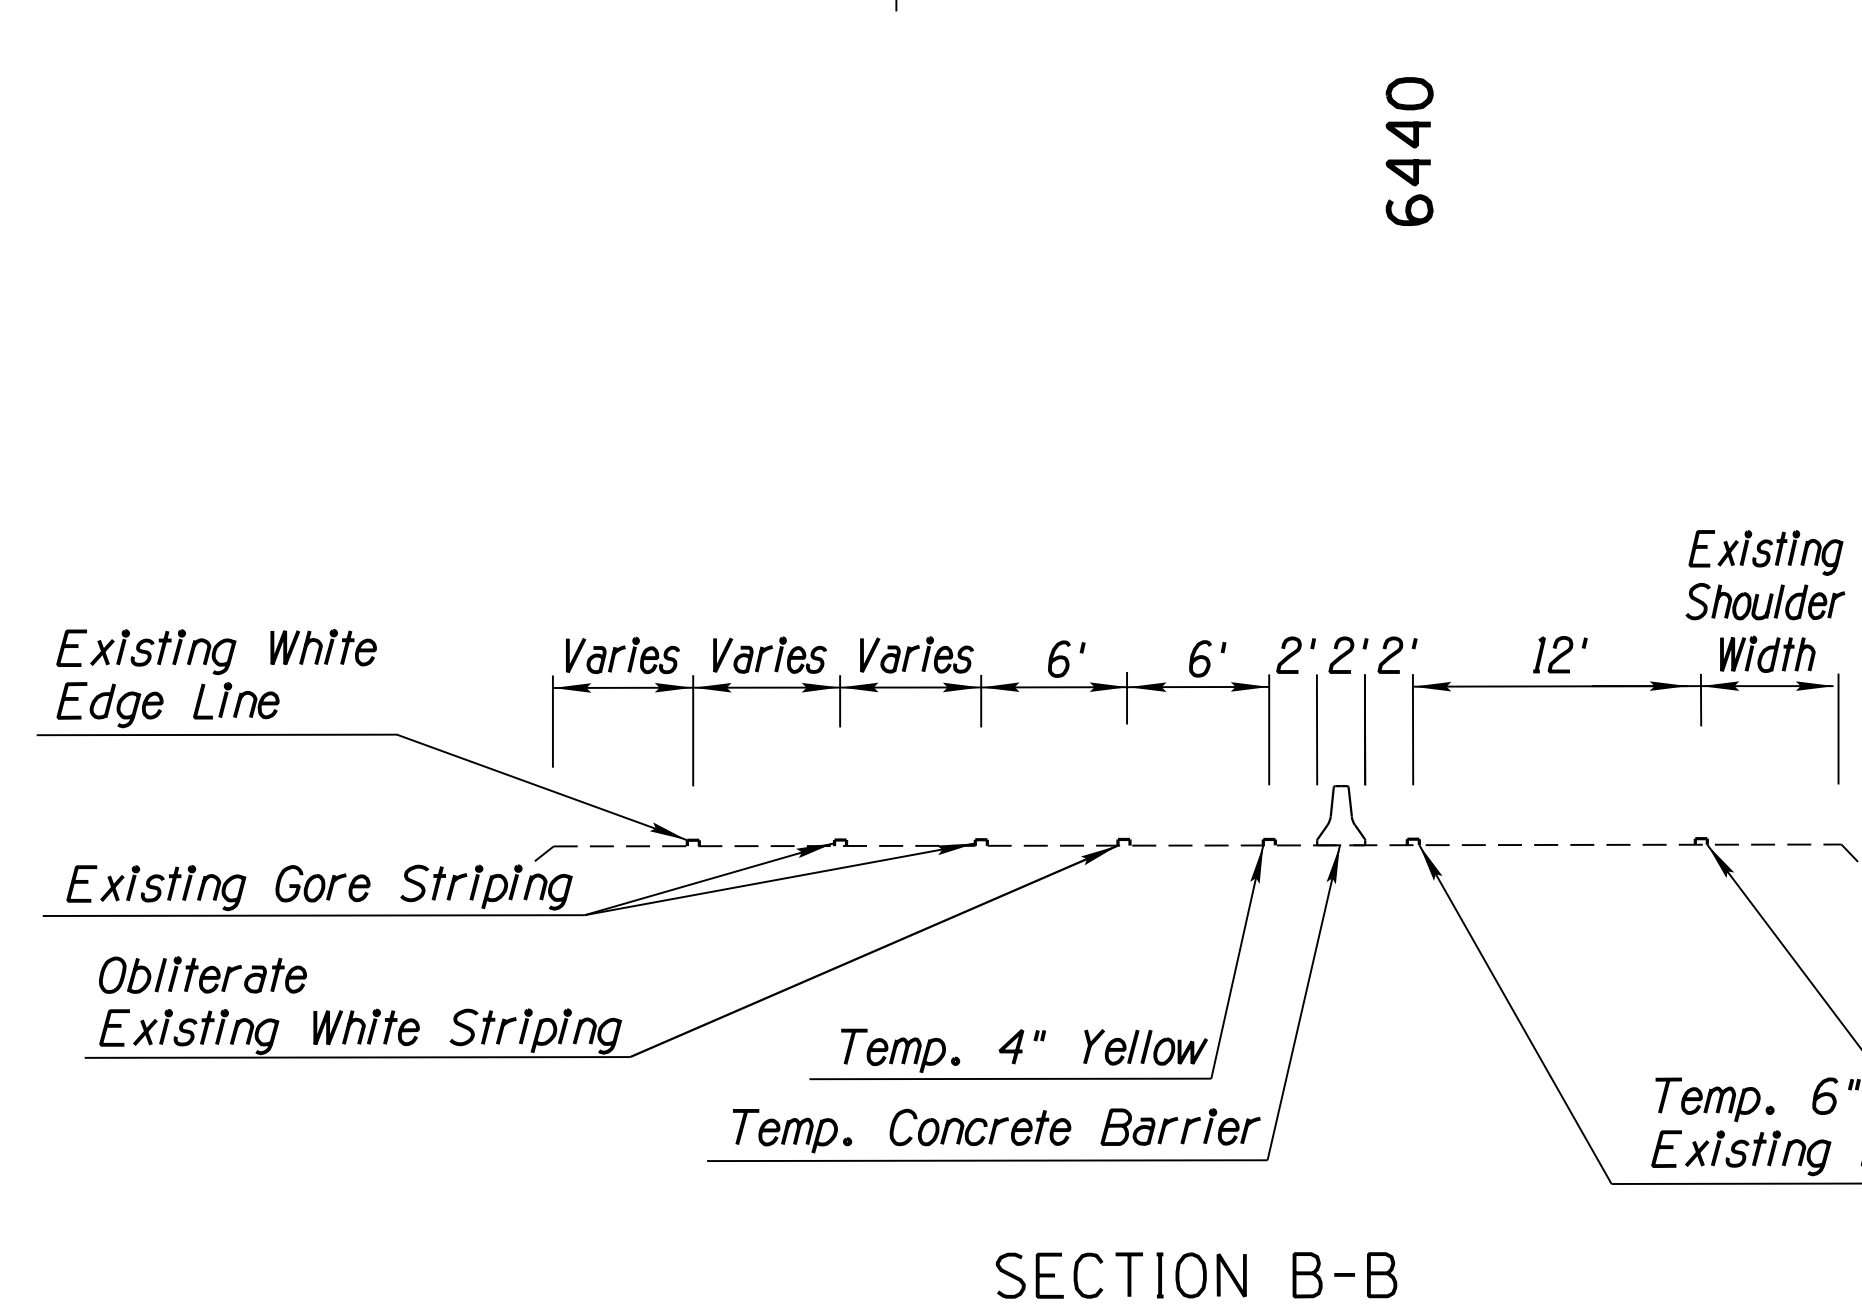 6440
Existing
Shoulder
Width
Existing White
Edge Line
Varies Varies Varies 6' 6' 2' 2' 2' 12'
Existing Gore Striping
Obliterate
Existing White Striping
Temp. 4" Yellow
Temp. Concrete Barrier
Temp. 6"
Existing
SECTION B-B